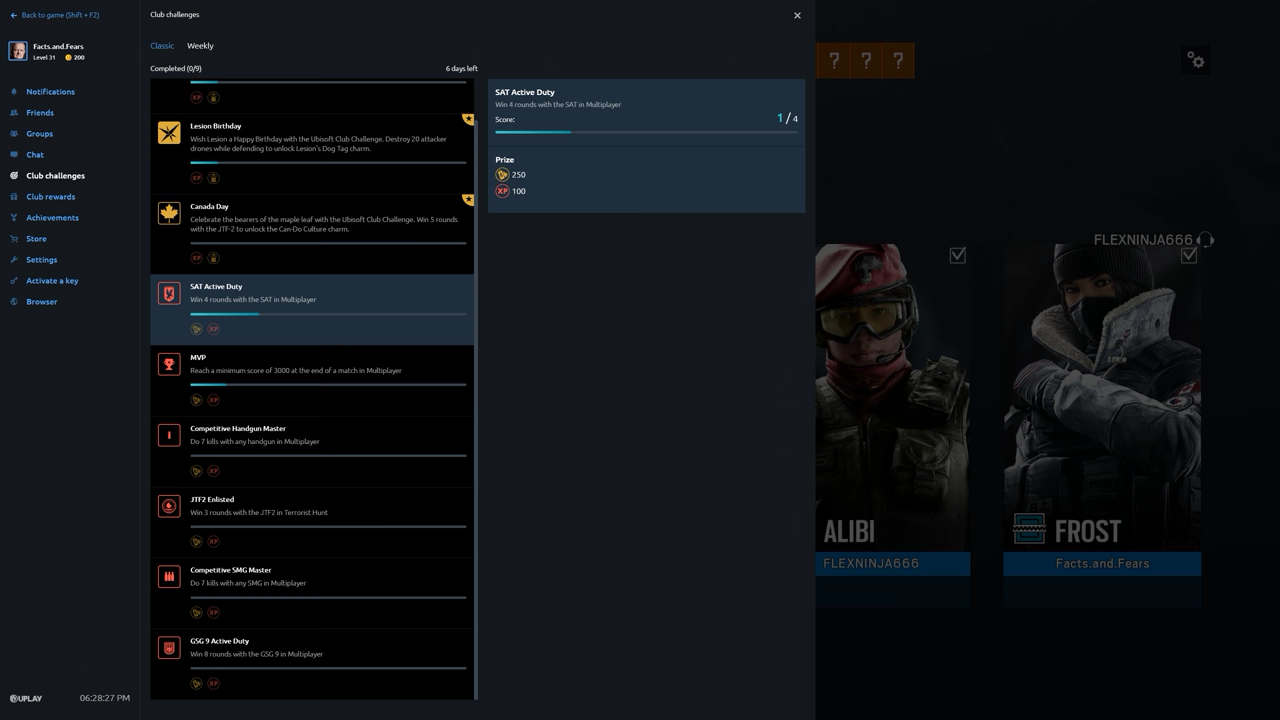 Back to game (Shift + F2)
Facts.and.Fears
Level 31
200
Notifications
Friends
Groups
Chat
Club challenges
Club rewards
Achievements
Store
Settings
Activate a key
Browser
UPLAY
06:28:27 PM
Club challenges
Classic
Weekly
Completed (0/9)
6 days left
XP
Lesion Birthday
Wish Lesion a Happy Birthday with the Ubisoft Club Challenge. Destroy 20 attacker
drones while defending to unlock Lesion's Dog Tag charm.
XP
Canada Day
Celebrate the bearers of the maple leaf with the Ubisoft Club Challenge. Win 5 rounds
with the JTF-2 to unlock the Can-Do Culture charm.
XP
SAT Active Duty
Win 4 rounds with the SAT in Multiplayer
XP
MVP
Reach a minimum score of 3000 at the end of a match in Multiplayer
XP
Competitive Handgun Master
Do 7 kills with any handgun in Multiplayer
XP
JTF2 Enlisted
Win 3 rounds with the JTF2 in Terrorist Hunt
XP
Competitive SMG Master
Do 7 kills with any SMG in Multiplayer
XP
GSG 9 Active Duty
Win 8 rounds with the GSG 9 in Multiplayer
XP
SAT Active Duty
Win 4 rounds with the SAT in Multiplayer
Score:
1 / 4
Prize
250
XP 100
? ? ?
FLEXNINJA666
ALIBI
FLEXNINJA666
FROST
Facts.and.Fears